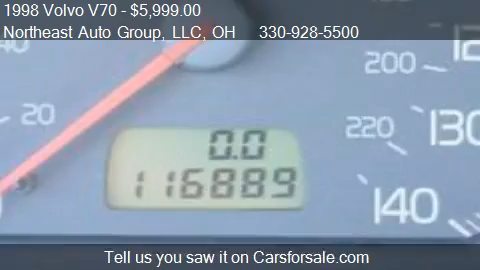 1998 Volvo V70 - $5,999.00
Northeast Auto Group, LLC, OH 330-928-5500
200
20
0.0
220
130
116889
140
Tell us you saw it on Carsforsale.com